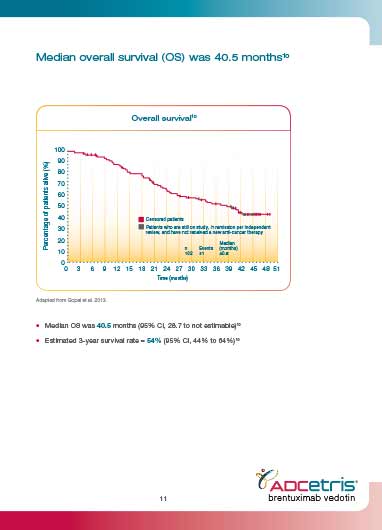 Median overall survival (OS) was 40.5 months¹⁰
Overall survival¹⁰
Percentage of patients alive (%)
100
90
80
70
60
50
40
30
20
10
0
Censored patients
Patients who are still on study, in remission per independent
review, and have not received a new anti-cancer therapy
Median
n Events (months)
102 40.5
0 3 6 9 12 15 18 21 24 27 30 33 36 39 42 45 48 51
Time (months)
Adapted from Gopal et al. 2013.
• Median OS was 40.5 months (95% CI, 28.7 to not estimable)¹⁰
• Estimated 3-year survival rate = 54% (95% CI, 44% to 64%)¹⁰
ADCETRIS®
brentuximab vedotin
11